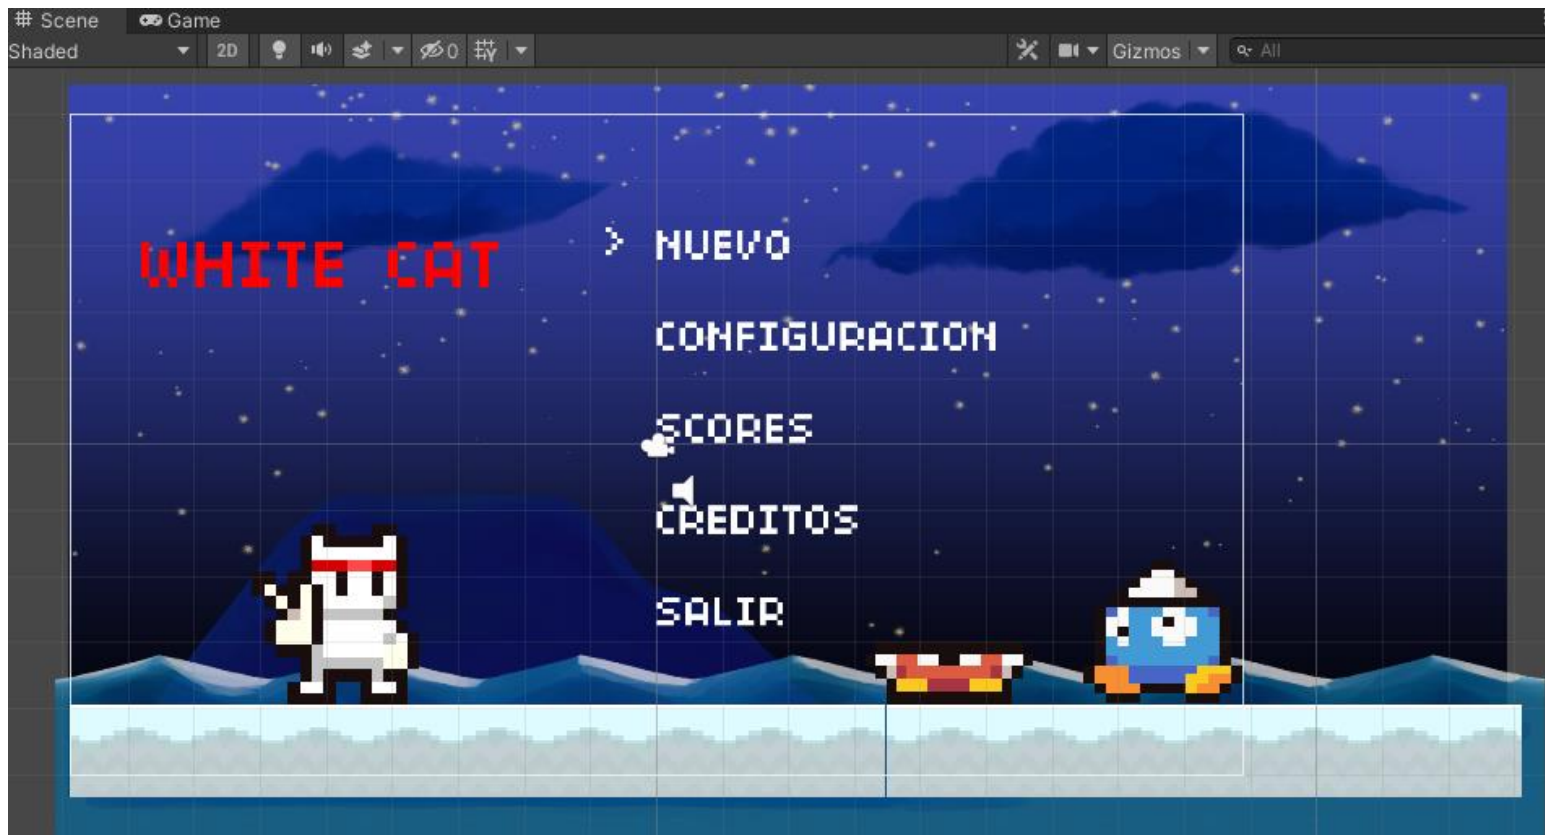 Scene Game
Shaded 2D 0 Gizmos All
WHITE CAT
> NUEVO
CONFIGURACION
SCORES
CREDITOS
SALIR